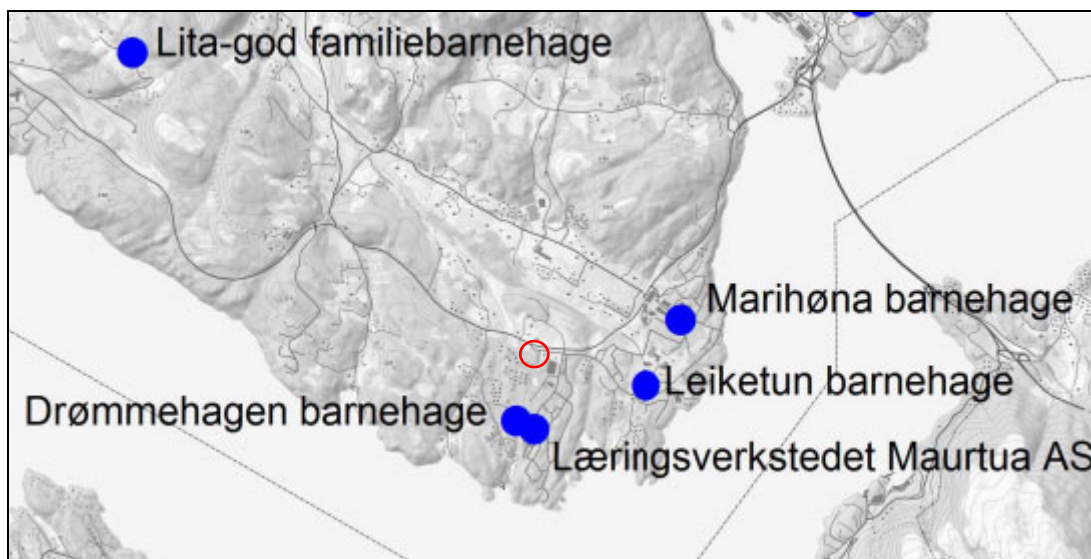 Lita-god familiebarnehage
Marihøna barnehage
Leiketun barnehage
Drømmehagen barnehage
Læringsverkstedet Maurtua AS